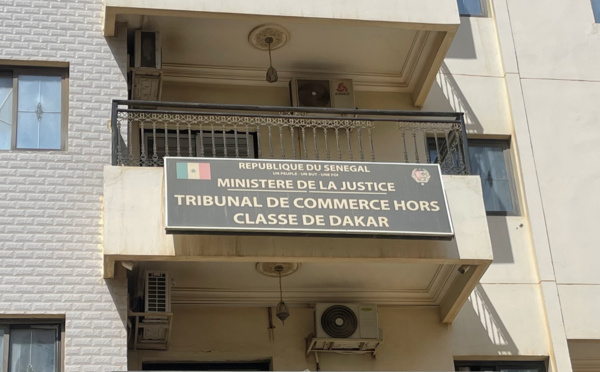 REPUBLIQUE DU SENEGAL
UN PEUPLE - UN BUT - UNE FOI
MINISTERE DE LA JUSTICE
TRIBUNAL DE COMMERCE HORS
CLASSE DE DAKAR